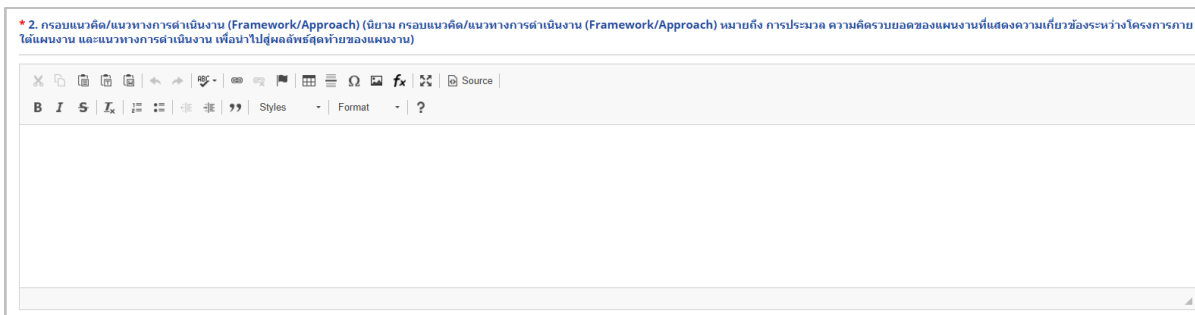 * 2. กรอบแนวคิด/แนวทางการดำเนินงาน (Framework/Approach) (นิยาม กรอบแนวคิด/แนวทางการดำเนินงาน (Framework/Approach) หมายถึง การประมวล ความคิดรวบยอดของแผนงานที่แสดงความเกี่ยวข้องระหว่างโครงการภาย
ใต้แผนงาน และแนวทางการดำเนินงาน เพื่อนำไปสู่ผลลัพธ์สุดท้ายของแผนงาน)
ABC Ω fx Source
B I S Ix Styles Format ?